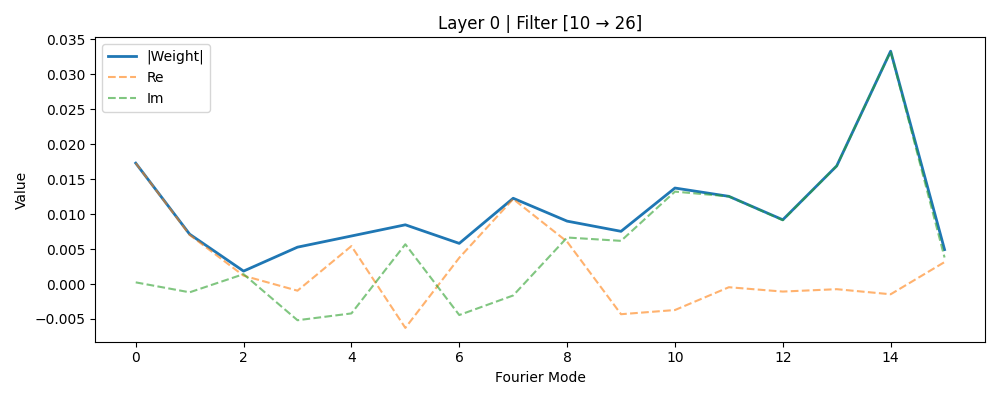 Layer 0 | Filter [10 → 26]
0.035
0.030
0.025
0.020
0.015
0.010
0.005
0.000
−0.005
Value
|Weight|
Re
Im
0 2 4 6 8 10 12 14
Fourier Mode